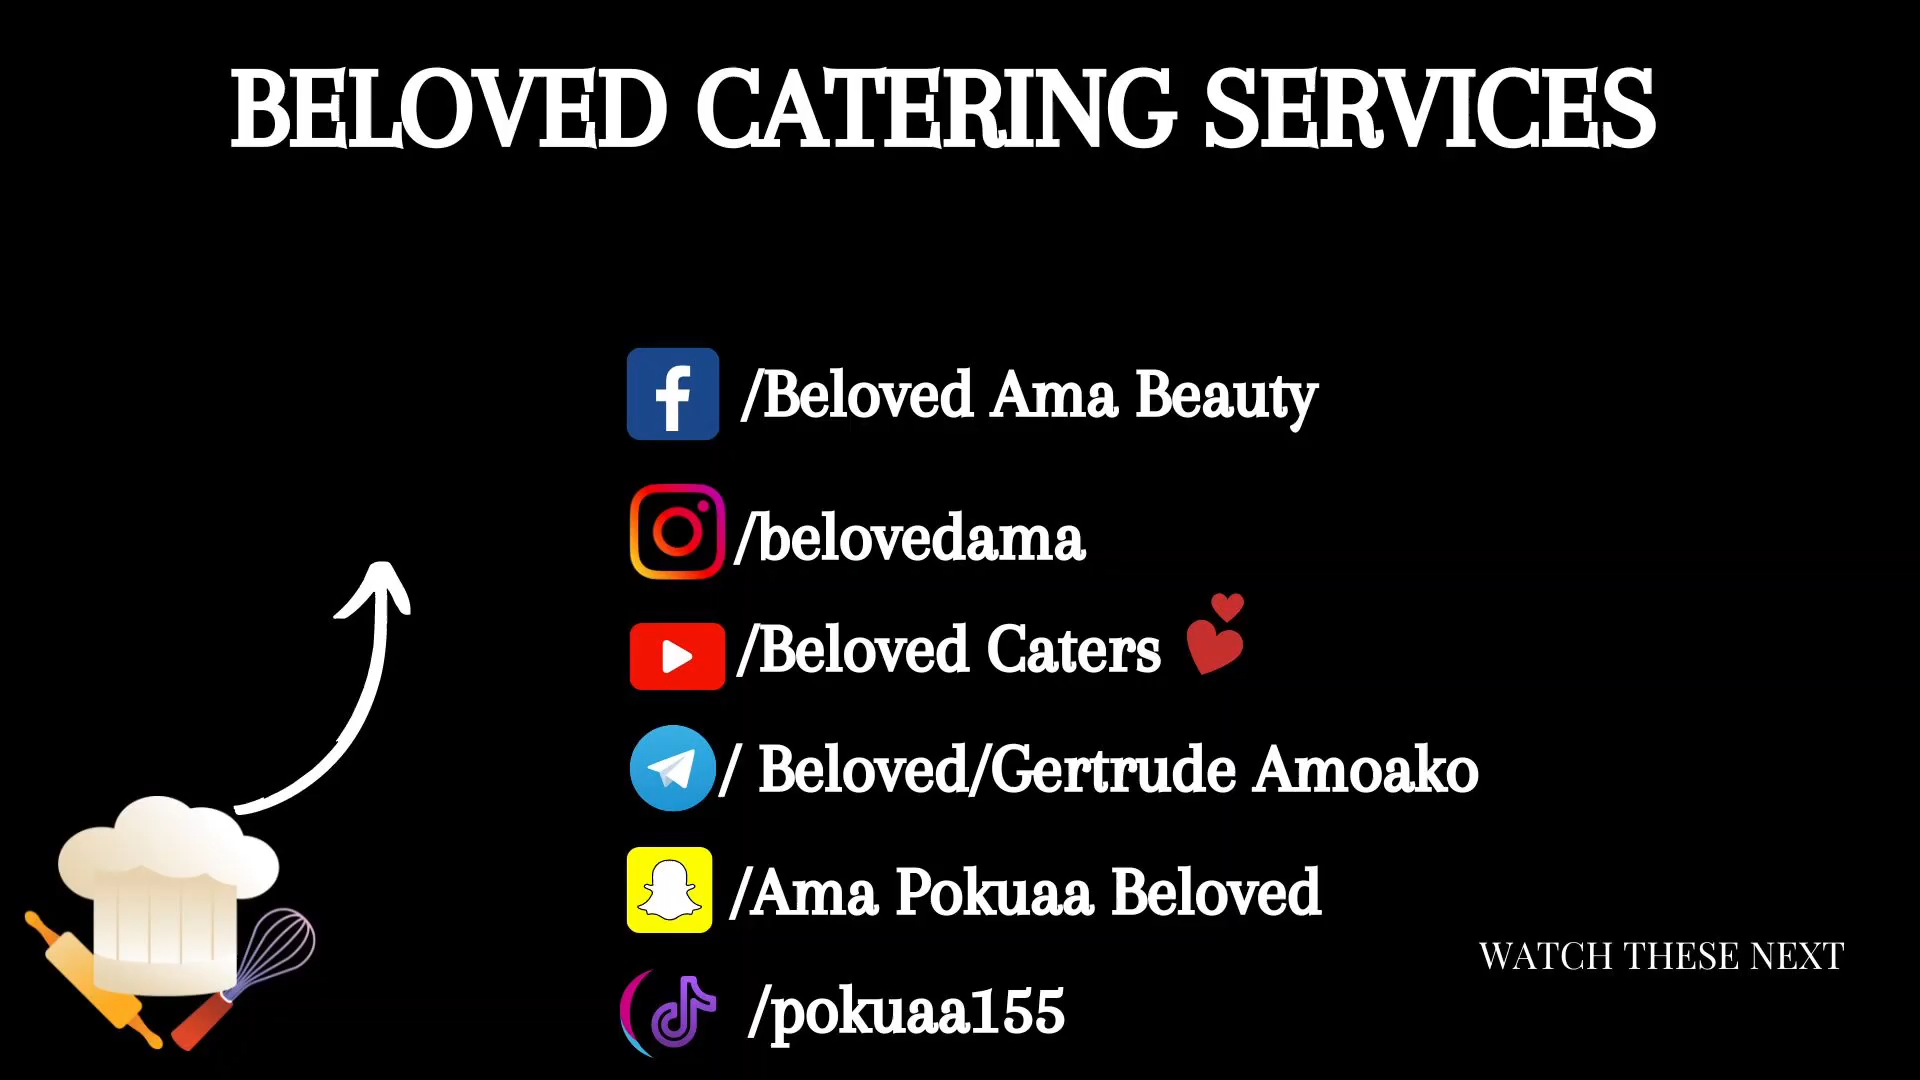 BELOVED CATERING SERVICES
/Beloved Ama Beauty
/belovedama
/Beloved Caters
/ Beloved/Gertrude Amoako
/Ama Pokuaa Beloved
/pokuaa155
WATCH THESE NEXT